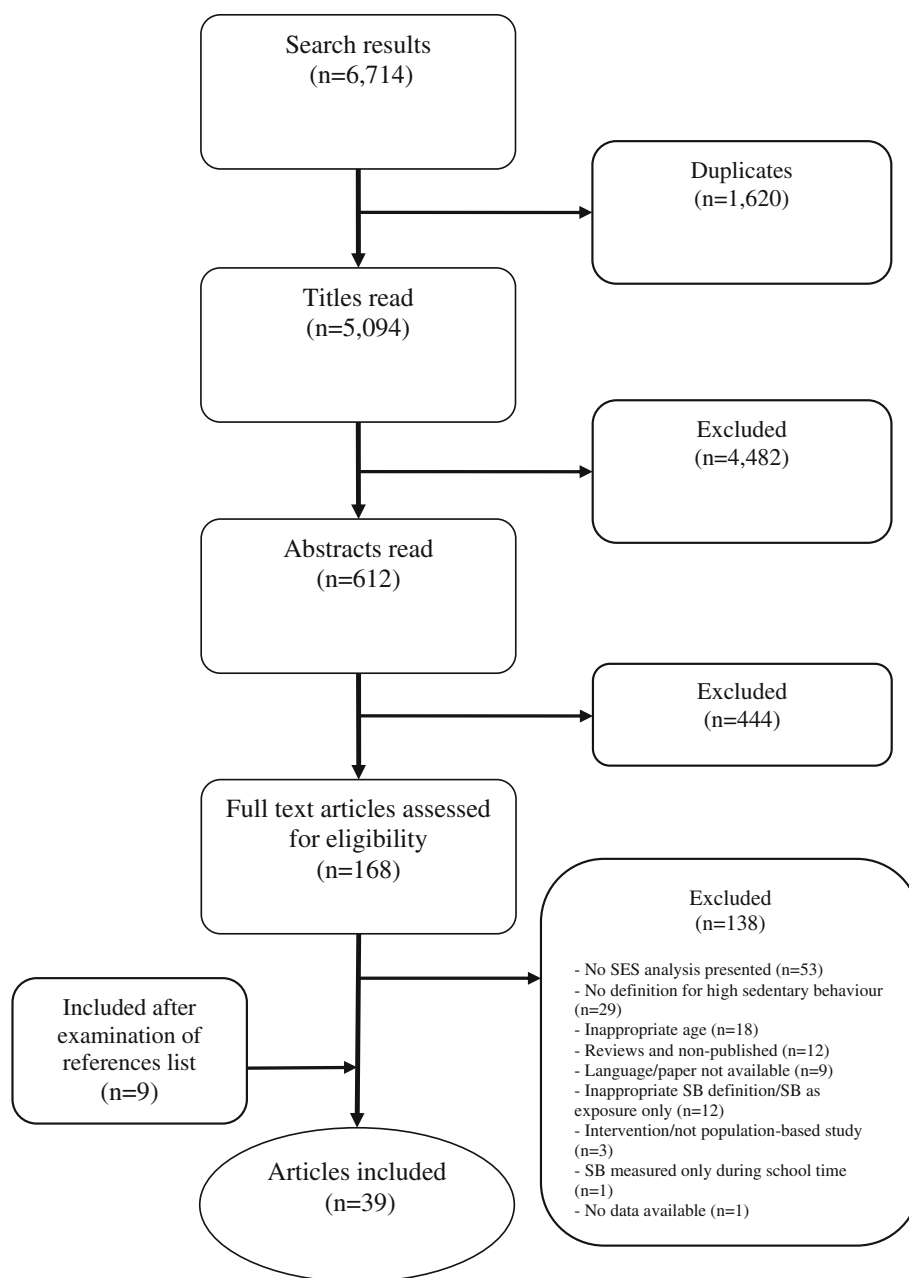 Search results
(n=6,714)
Duplicates
(n=1,620)
Titles read
(n=5,094)
Excluded
(n=4,482)
Abstracts read
(n=612)
Excluded
(n=444)
Full text articles assessed
for eligibility
(n=168)
Excluded
(n=138)
- No SES analysis presented (n=53)
- No definition for high sedentary behaviour
(n=29)
- Inappropriate age (n=18)
- Reviews and non-published (n=12)
- Language/paper not available (n=9)
- Inappropriate SB definition/SB as
exposure only (n=12)
- Intervention/not population-based study
(n=3)
- SB measured only during school time
(n=1)
- No data available (n=1)
Included after
examination of
references list
(n=9)
Articles included
(n=39)